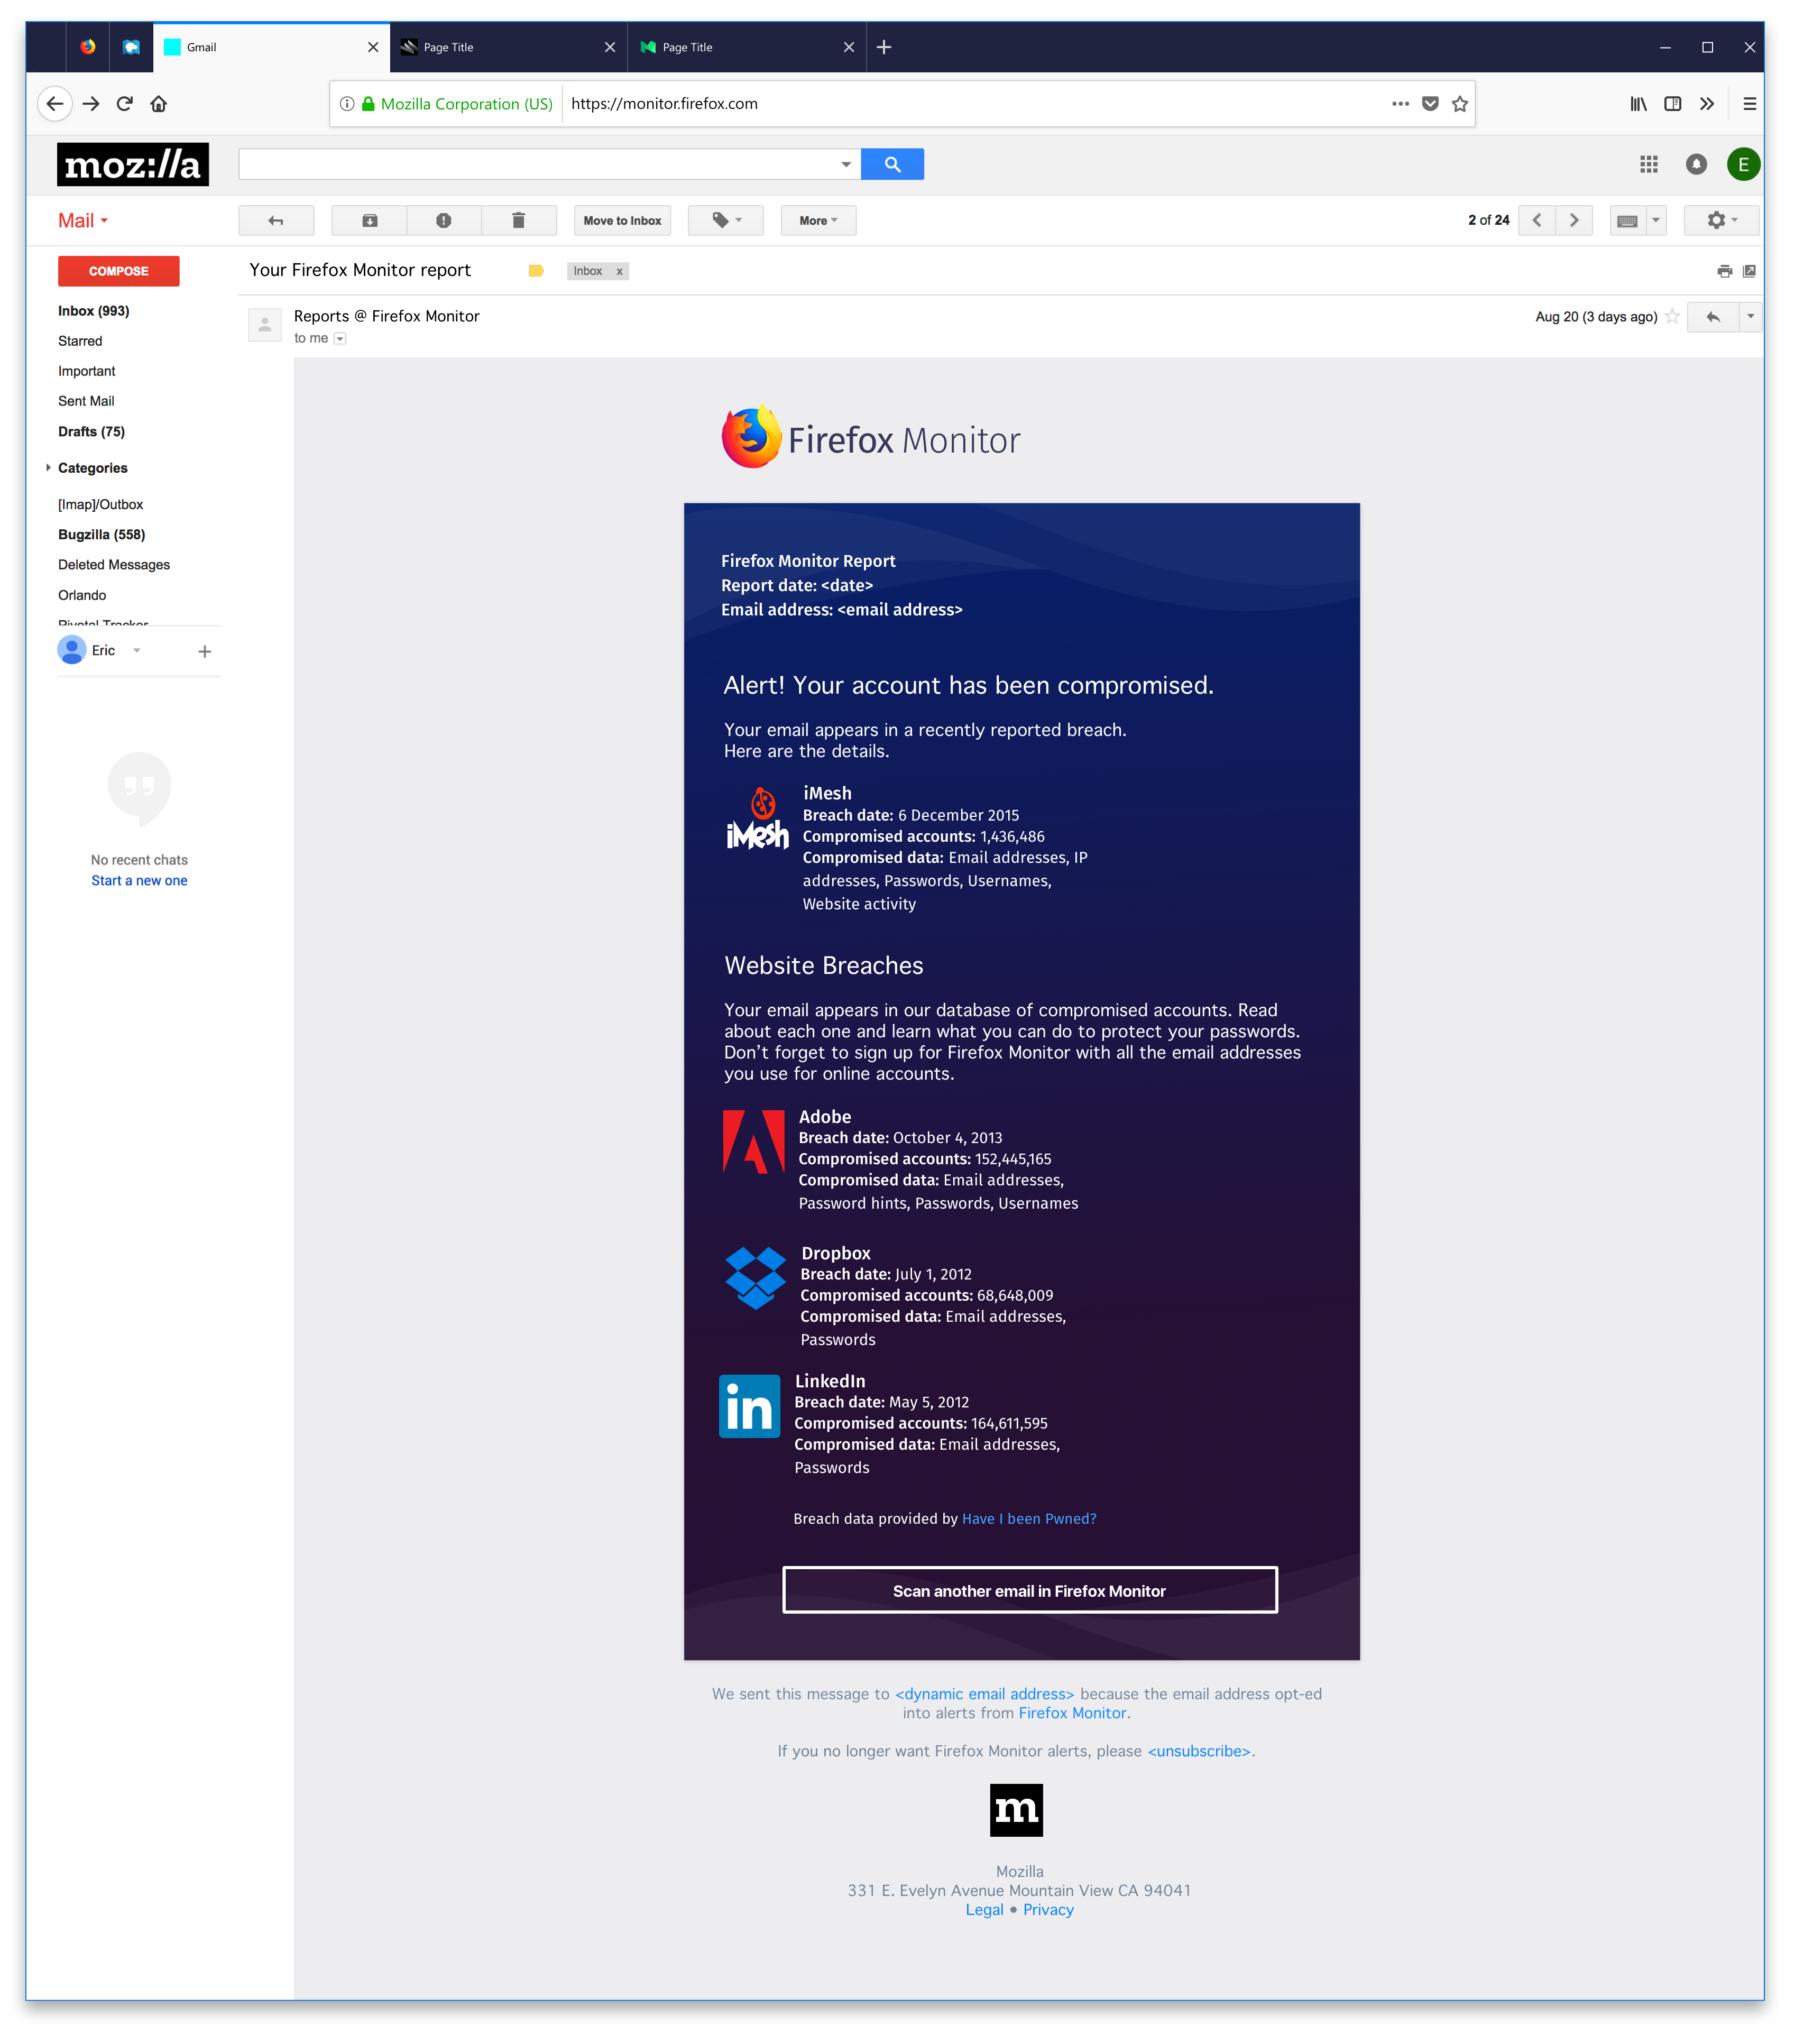 Gmail
Page Title
Page Title
Mozilla Corporation (US)
https://monitor.firefox.com
moz://a
E
Mail
Move to Inbox
More
2 of 24
COMPOSE
Your Firefox Monitor report
Inbox x
Inbox (993)
Starred
Important
Sent Mail
Drafts (75)
Categories
[Imap]/Outbox
Bugzilla (558)
Deleted Messages
Orlando
Pivotal Tracker
Eric
No recent chats
Start a new one
Reports @ Firefox Monitor
to me
Aug 20 (3 days ago)
Firefox Monitor
Firefox Monitor Report
Report date: <date>
Email address: <email address>
Alert! Your account has been compromised.
Your email appears in a recently reported breach.
Here are the details.
iMesh
iMesh
Breach date: 6 December 2015
Compromised accounts: 1,436,486
Compromised data: Email addresses, IP
addresses, Passwords, Usernames,
Website activity
Website Breaches
Your email appears in our database of compromised accounts. Read
about each one and learn what you can do to protect your passwords.
Don’t forget to sign up for Firefox Monitor with all the email addresses
you use for online accounts.
Adobe
Breach date: October 4, 2013
Compromised accounts: 152,445,165
Compromised data: Email addresses,
Password hints, Passwords, Usernames
Dropbox
Breach date: July 1, 2012
Compromised accounts: 68,648,009
Compromised data: Email addresses,
Passwords
in
LinkedIn
Breach date: May 5, 2012
Compromised accounts: 164,611,595
Compromised data: Email addresses,
Passwords
Breach data provided by Have I been Pwned?
Scan another email in Firefox Monitor
We sent this message to <dynamic email address> because the email address opt-ed
into alerts from Firefox Monitor.
If you no longer want Firefox Monitor alerts, please <unsubscribe>.
m
Mozilla
331 E. Evelyn Avenue Mountain View CA 94041
Legal • Privacy